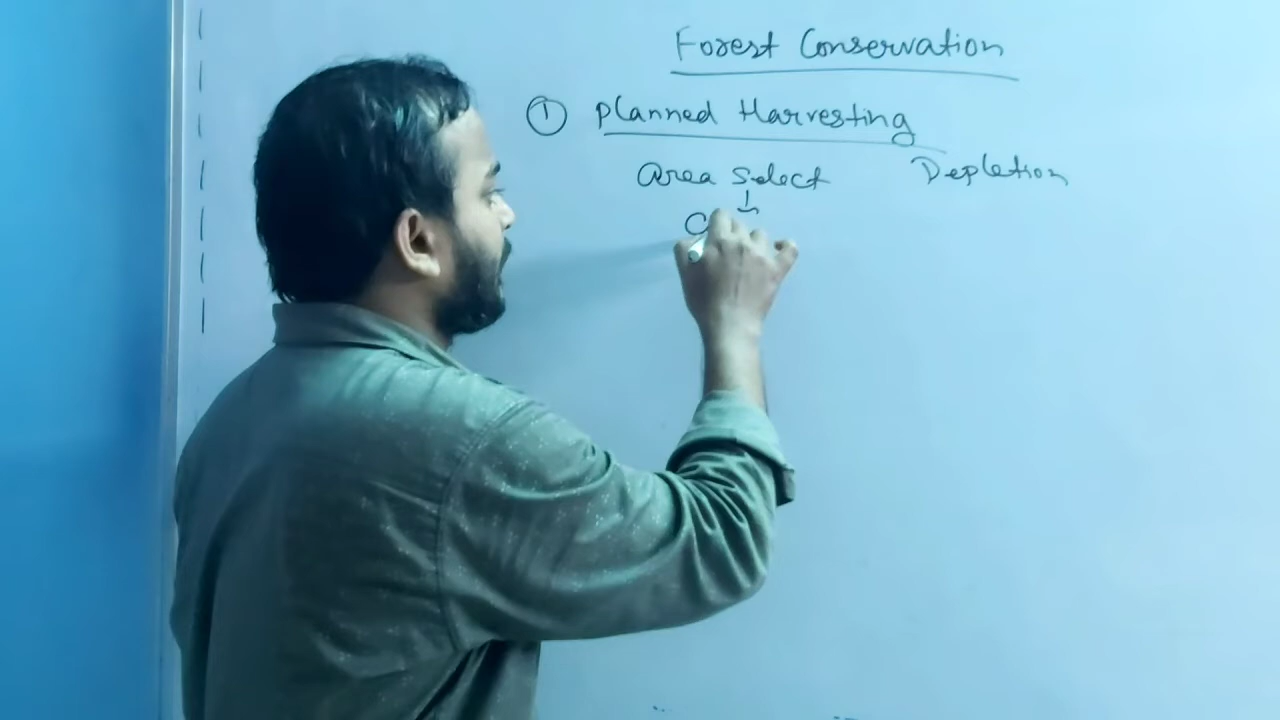 Forest Conservation
① Planned Harvesting
Area Select Depletion
C